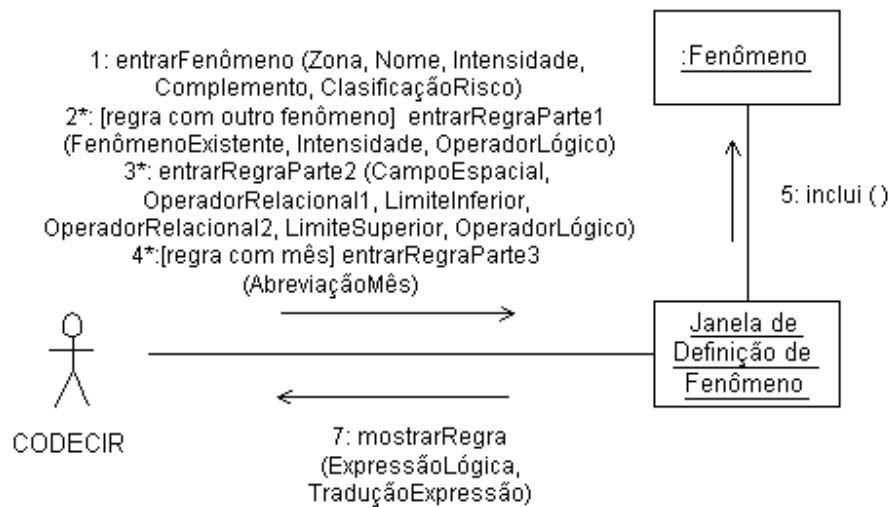 1: entrarFenômeno (Zona, Nome, Intensidade,
Complemento, ClasificaçãoRisco)
2*: [regra com outro fenômeno] entrarRegraParte1
(FenômenoExistente, Intensidade, OperadorLógico)
3*: entrarRegraParte2 (CampoEspacial,
OperadorRelacional1, LimiteInferior,
OperadorRelacional2, LimiteSuperior, OperadorLógico)
4*:[regra com mês] entrarRegraParte3
(AbreviaçãoMês)
:Fenômeno
5: inclui ( )
Janela de
Definição de
Fenômeno
CODECIR
7: mostrarRegra
(ExpressãoLógica,
TraduçãoExpressão)